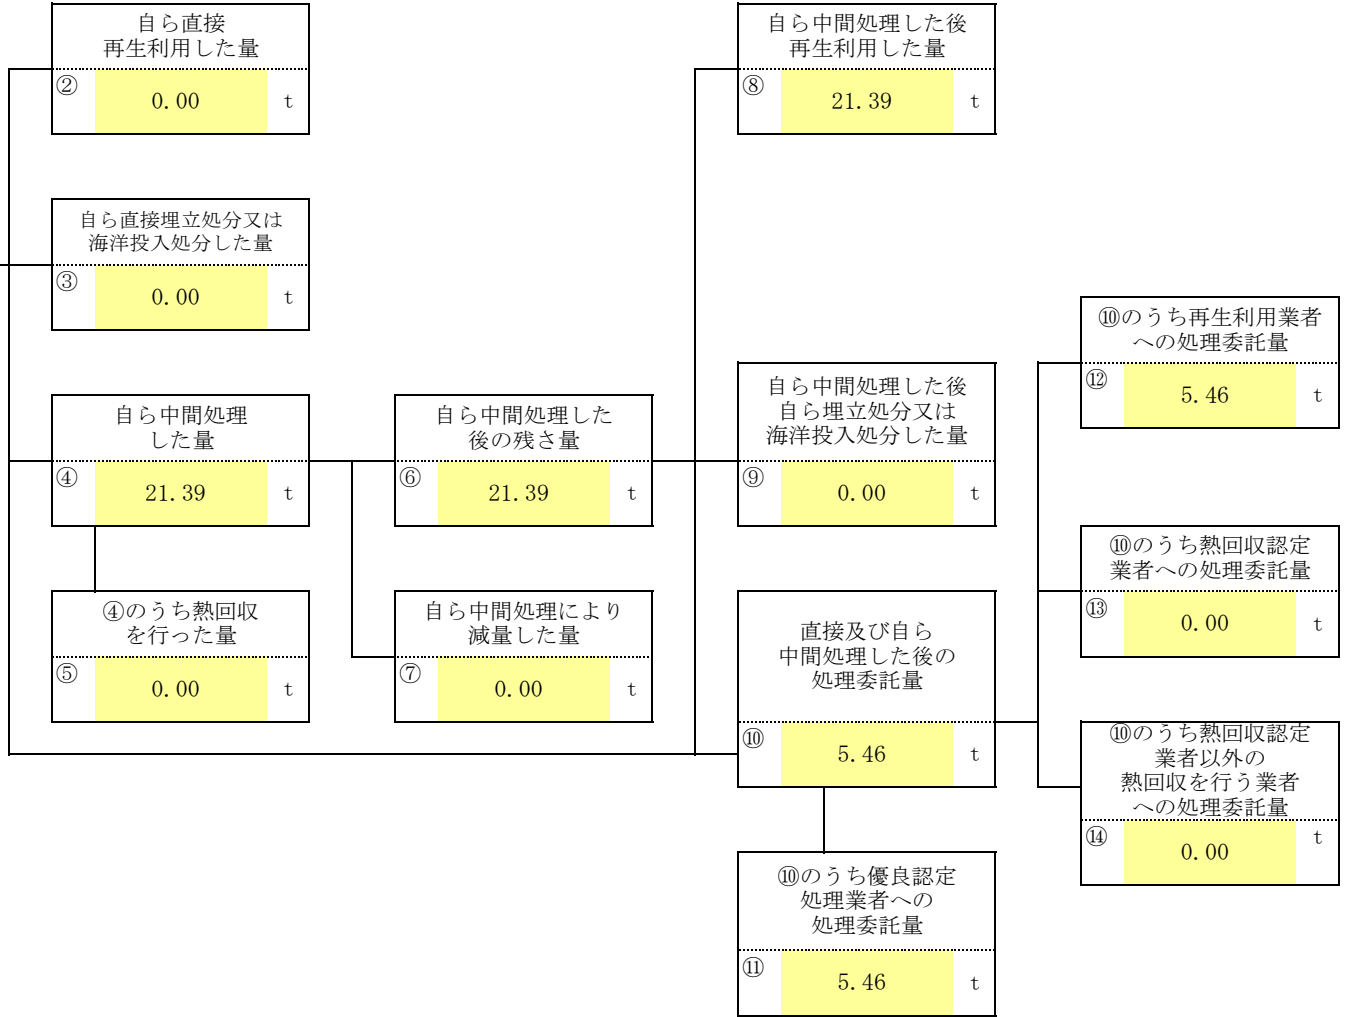 自ら直接
再生利用した量
② 0.00 t
自ら直接埋立処分又は
海洋投入処分した量
③ 0.00 t
自ら中間処理
した量
④ 21.39 t
④のうち熱回収
を行った量
⑤ 0.00 t
自ら中間処理した
後の残さ量
⑥ 21.39 t
自ら中間処理により
減量した量
⑦ 0.00 t
自ら中間処理した後
再生利用した量
⑧ 21.39 t
自ら中間処理した後
自ら埋立処分又は
海洋投入処分した量
⑨ 0.00 t
直接及び自ら
中間処理した後の
処理委託量
⑩ 5.46 t
⑩のうち優良認定
処理業者への
処理委託量
⑪ 5.46 t
⑩のうち再生利用業者
への処理委託量
⑫ 5.46 t
⑩のうち熱回収認定
業者への処理委託量
⑬ 0.00 t
⑩のうち熱回収認定
業者以外の
熱回収を行う業者
への処理委託量
⑭ 0.00 t